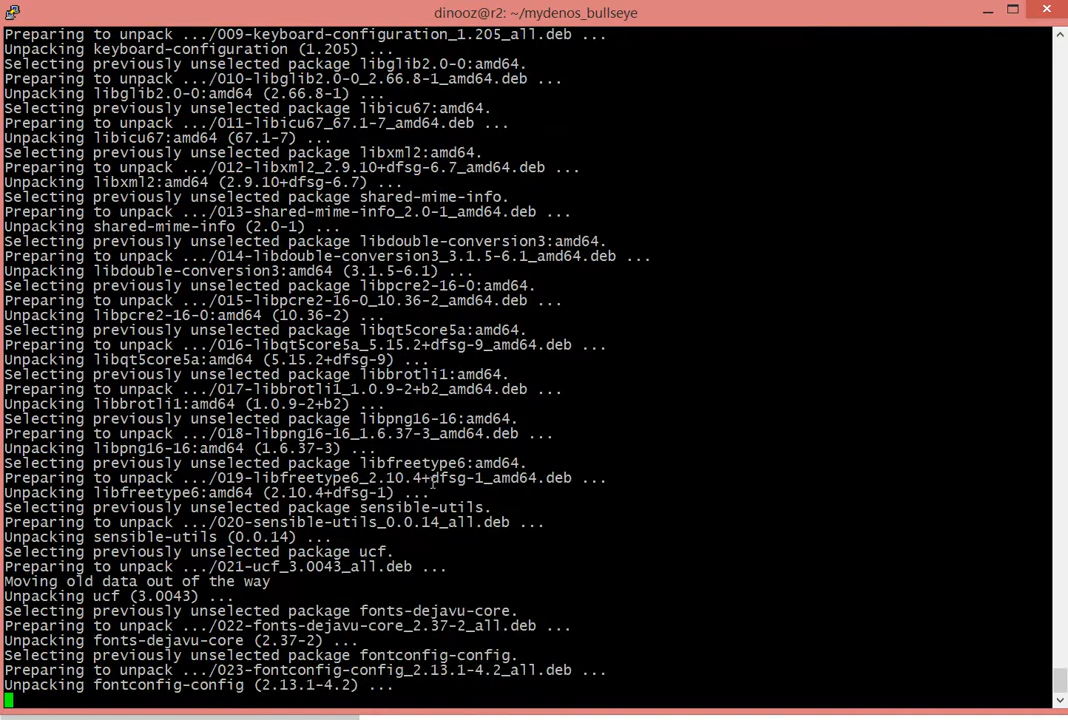 dinooz@r2: ~/mydenos_bullseye
Preparing to unpack .../009-keyboard-configuration_1.205_all.deb ...
Unpacking keyboard-configuration (1.205) ...
Selecting previously unselected package libglib2.0-0:amd64.
Preparing to unpack .../010-libglib2.0-0_2.66.8-1_amd64.deb ...
Unpacking libglib2.0-0:amd64 (2.66.8-1) ...
Selecting previously unselected package libicu67:amd64.
Preparing to unpack .../011-libicu67_67.1-7_amd64.deb ...
Unpacking libicu67:amd64 (67.1-7) ...
Selecting previously unselected package libxml2:amd64.
Preparing to unpack .../012-libxml2_2.9.10+dfsg-6.7_amd64.deb ...
Unpacking libxml2:amd64 (2.9.10+dfsg-6.7) ...
Selecting previously unselected package shared-mime-info.
Preparing to unpack .../013-shared-mime-info_2.0-1_amd64.deb ...
Unpacking shared-mime-info (2.0-1) ...
Selecting previously unselected package libdouble-conversion3:amd64.
Preparing to unpack .../014-libdouble-conversion3_3.1.5-6.1_amd64.deb ...
Unpacking libdouble-conversion3:amd64 (3.1.5-6.1) ...
Selecting previously unselected package libpcre2-16-0:amd64.
Preparing to unpack .../015-libpcre2-16-0_10.36-2_amd64.deb ...
Unpacking libpcre2-16-0:amd64 (10.36-2) ...
Selecting previously unselected package libqt5core5a:amd64.
Preparing to unpack .../016-libqt5core5a_5.15.2+dfsg-9_amd64.deb ...
Unpacking libqt5core5a:amd64 (5.15.2+dfsg-9) ...
Selecting previously unselected package libbrotli1:amd64.
Preparing to unpack .../017-libbrotli1_1.0.9-2+b2_amd64.deb ...
Unpacking libbrotli1:amd64 (1.0.9-2+b2) ...
Selecting previously unselected package libpng16-16:amd64.
Preparing to unpack .../018-libpng16-16_1.6.37-3_amd64.deb ...
Unpacking libpng16-16:amd64 (1.6.37-3) ...
Selecting previously unselected package libfreetype6:amd64.
Preparing to unpack .../019-libfreetype6_2.10.4+dfsg-1_amd64.deb ...
Unpacking libfreetype6:amd64 (2.10.4+dfsg-1) ...
Selecting previously unselected package sensible-utils.
Preparing to unpack .../020-sensible-utils_0.0.14_all.deb ...
Unpacking sensible-utils (0.0.14) ...
Selecting previously unselected package ucf.
Preparing to unpack .../021-ucf_3.0043_all.deb ...
Moving old data out of the way
Unpacking ucf (3.0043) ...
Selecting previously unselected package fonts-dejavu-core.
Preparing to unpack .../022-fonts-dejavu-core_2.37-2_all.deb ...
Unpacking fonts-dejavu-core (2.37-2) ...
Selecting previously unselected package fontconfig-config.
Preparing to unpack .../023-fontconfig-config_2.13.1-4.2_all.deb ...
Unpacking fontconfig-config (2.13.1-4.2) ...